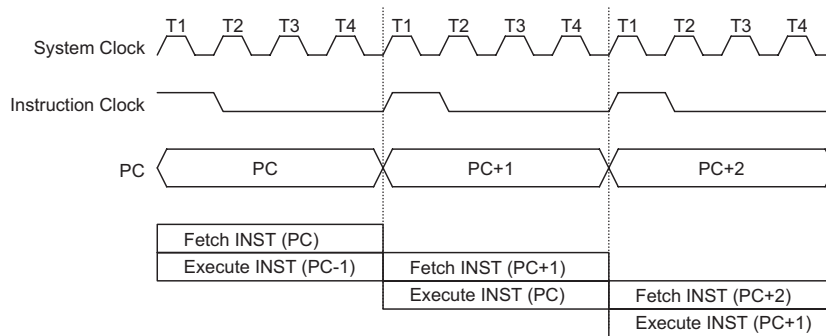 T1 T2 T3 T4 T1 T2 T3 T4 T1 T2 T3 T4
System Clock
Instruction Clock
PC PC PC+1 PC+2
Fetch INST (PC)
Execute INST (PC-1) Fetch INST (PC+1)
Execute INST (PC) Fetch INST (PC+2)
Execute INST (PC+1)